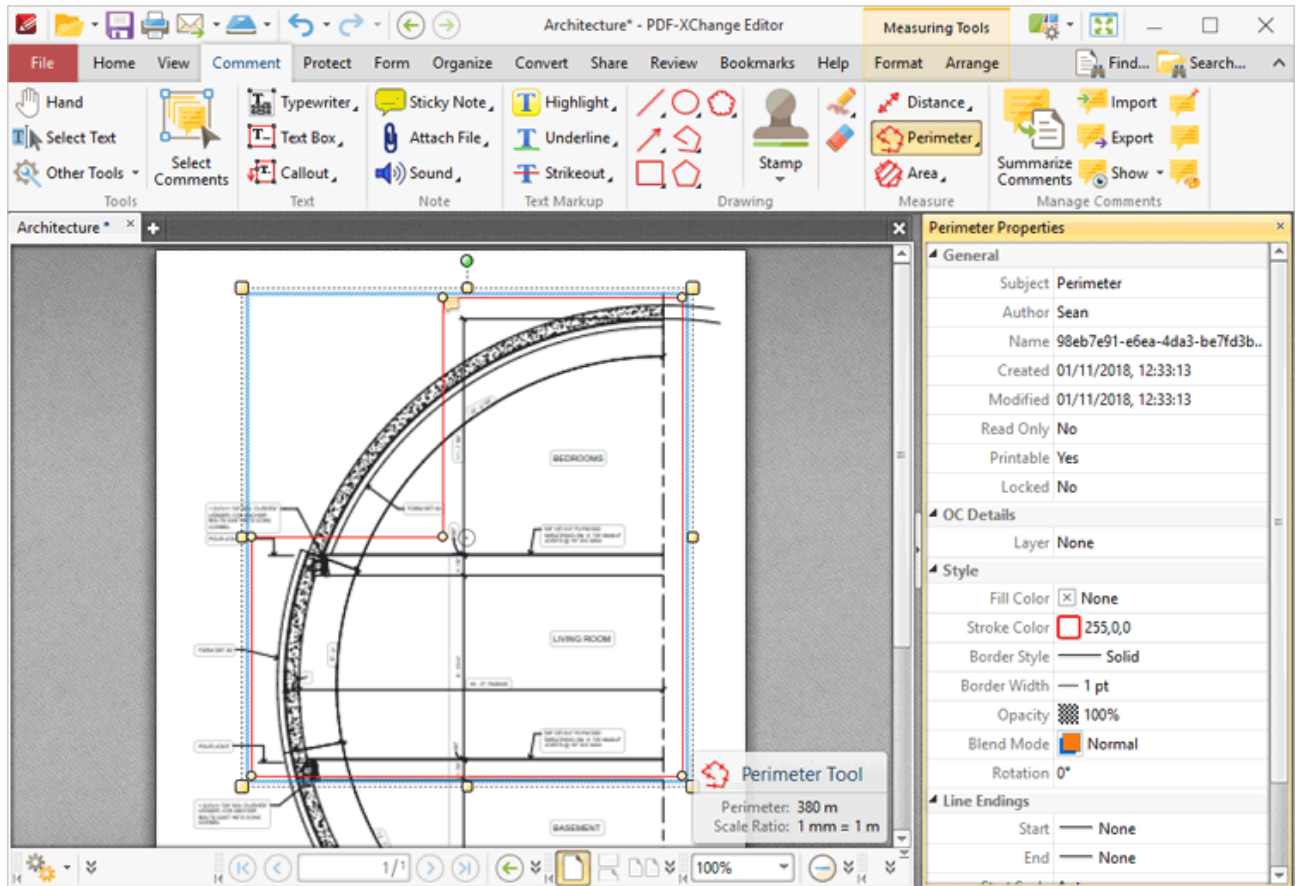 Architecture* - PDF-XChange Editor
Measuring Tools
File Home View Comment Protect Form Organize Convert Share Review Bookmarks Help Format Arrange Find... Search...
Hand
Select Text
Other Tools
Tools
Select Comments
Typewriter
Text Box
Callout
Text
Sticky Note
Attach File
Sound
Note
Highlight
Underline
Strikeout
Text Markup
Stamp
Drawing
Distance
Perimeter
Area
Measure
Summarize Comments
Import
Export
Show
Manage Comments
Architecture *
BEDROOMS
LIVING ROOM
BASEMENT
Perimeter Tool
Perimeter: 380 m
Scale Ratio: 1 mm = 1 m
Perimeter Properties
General
Subject Perimeter
Author Sean
Name 98eb7e91-e6ea-4da3-be7fd3b..
Created 01/11/2018, 12:33:13
Modified 01/11/2018, 12:33:13
Read Only No
Printable Yes
Locked No
OC Details
Layer None
Style
Fill Color None
Stroke Color 255,0,0
Border Style Solid
Border Width 1 pt
Opacity 100%
Blend Mode Normal
Rotation 0°
Line Endings
Start None
End None
1/1
100%